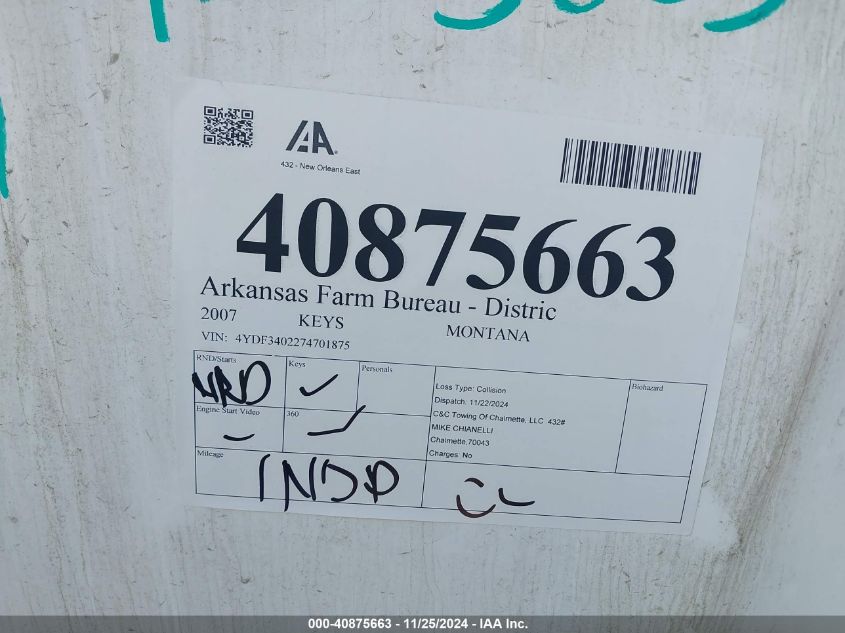 IAA
432 - New Orleans East
40875663
Arkansas Farm Bureau - Distric
2007 KEYS MONTANA
VIN: 4YDF3402274701875
RND/Starts Keys Personals Biohazard
Loss Type: Collision
Dispatch: 11/22/2024
C&C Towing Of Chalmette, LLC 432#
MIKE CHIANELLI
Chalmette,70043
Charges: No
Engine Start Video 360
Mileage
000-40875663 - 11/25/2024 - IAA Inc.